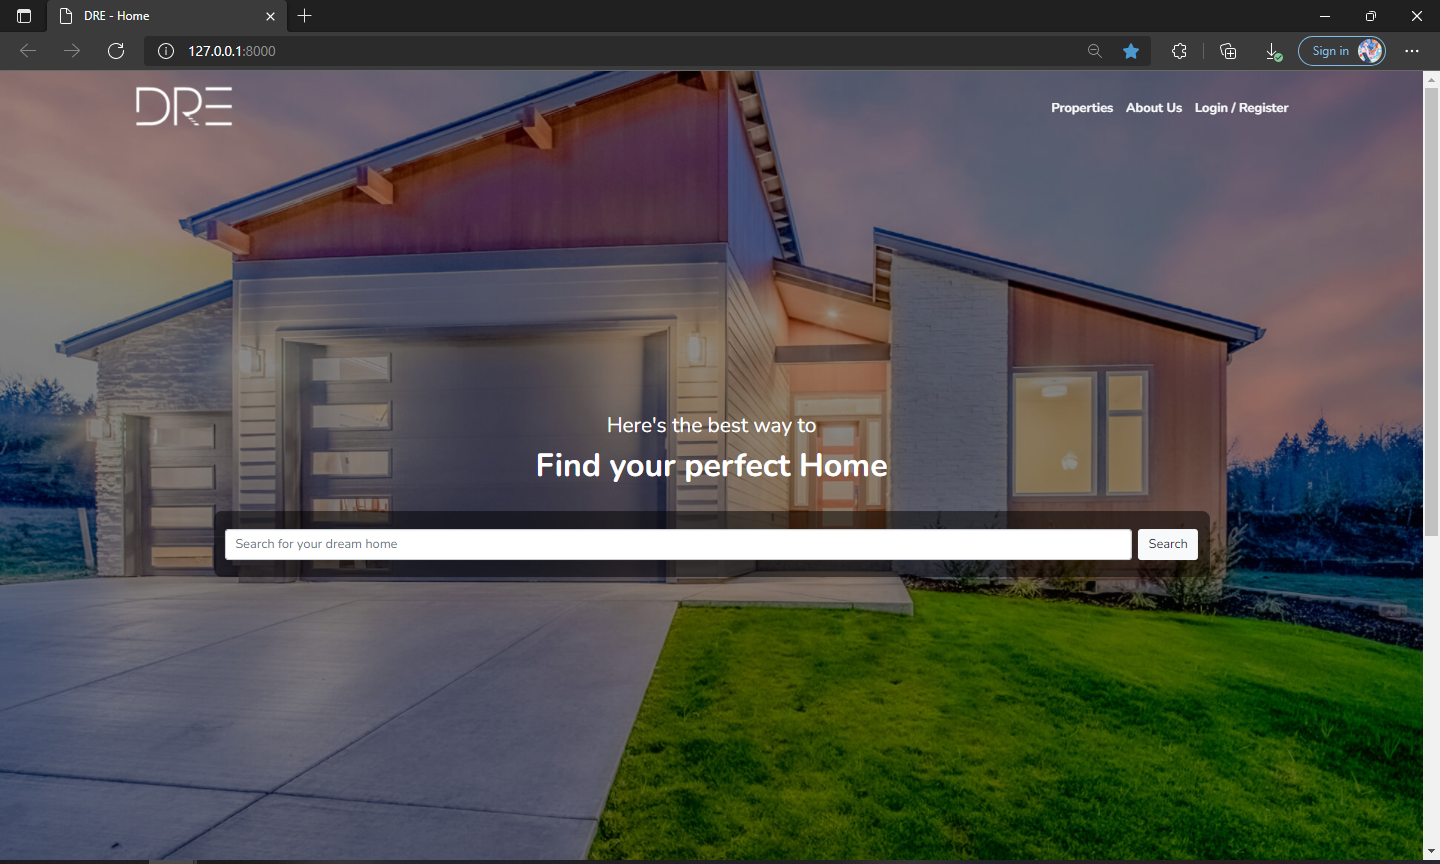 DRE - Home
127.0.0.1:8000
Sign in
DRE
Properties About Us Login / Register
Here's the best way to
Find your perfect Home
Search for your dream home
Search